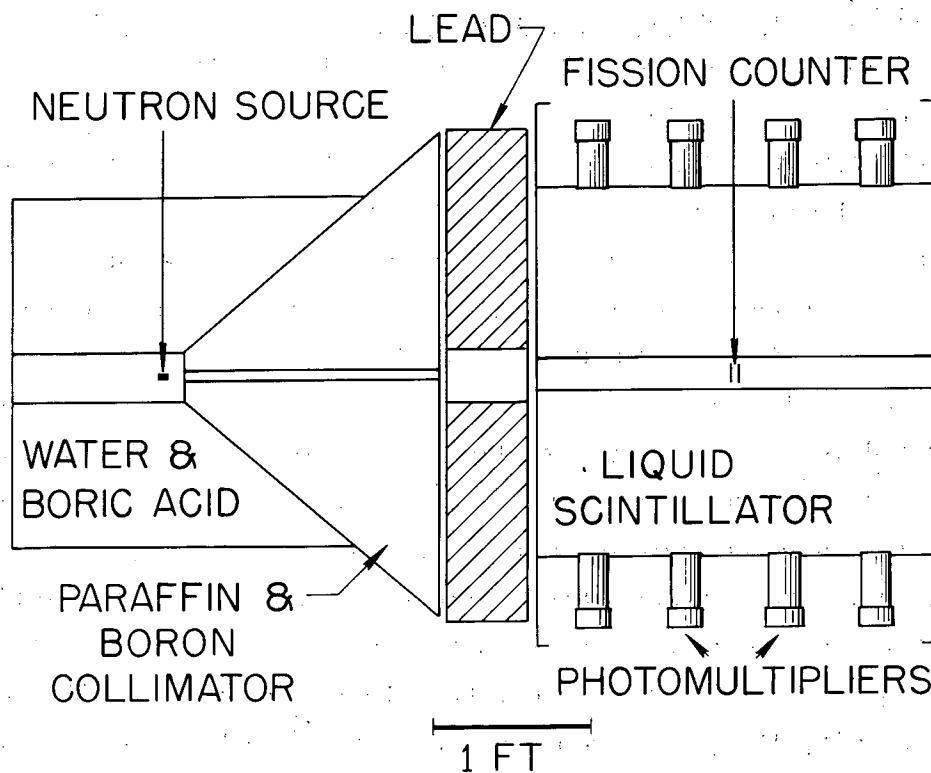 LEAD
FISSION COUNTER
NEUTRON SOURCE
WATER &
BORIC ACID
LIQUID
SCINTILLATOR
PARAFFIN &
BORON
COLLIMATOR
PHOTOMULTIPLIERS
1 FT